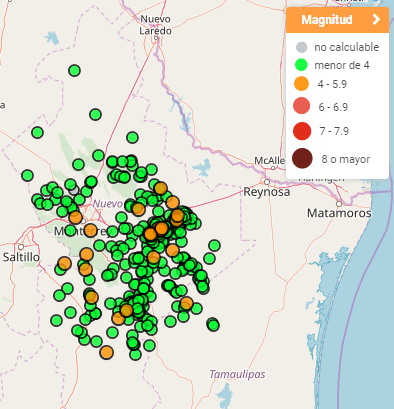 Nuevo
Laredo
Magnitud
no calculable
menor de 4
4 - 5.9
6 - 6.9
7 - 7.9
8 o mayor
McAlle
Reynosa
Matamoros
Nuevo
Monterre
Saltillo
Tamaulipas